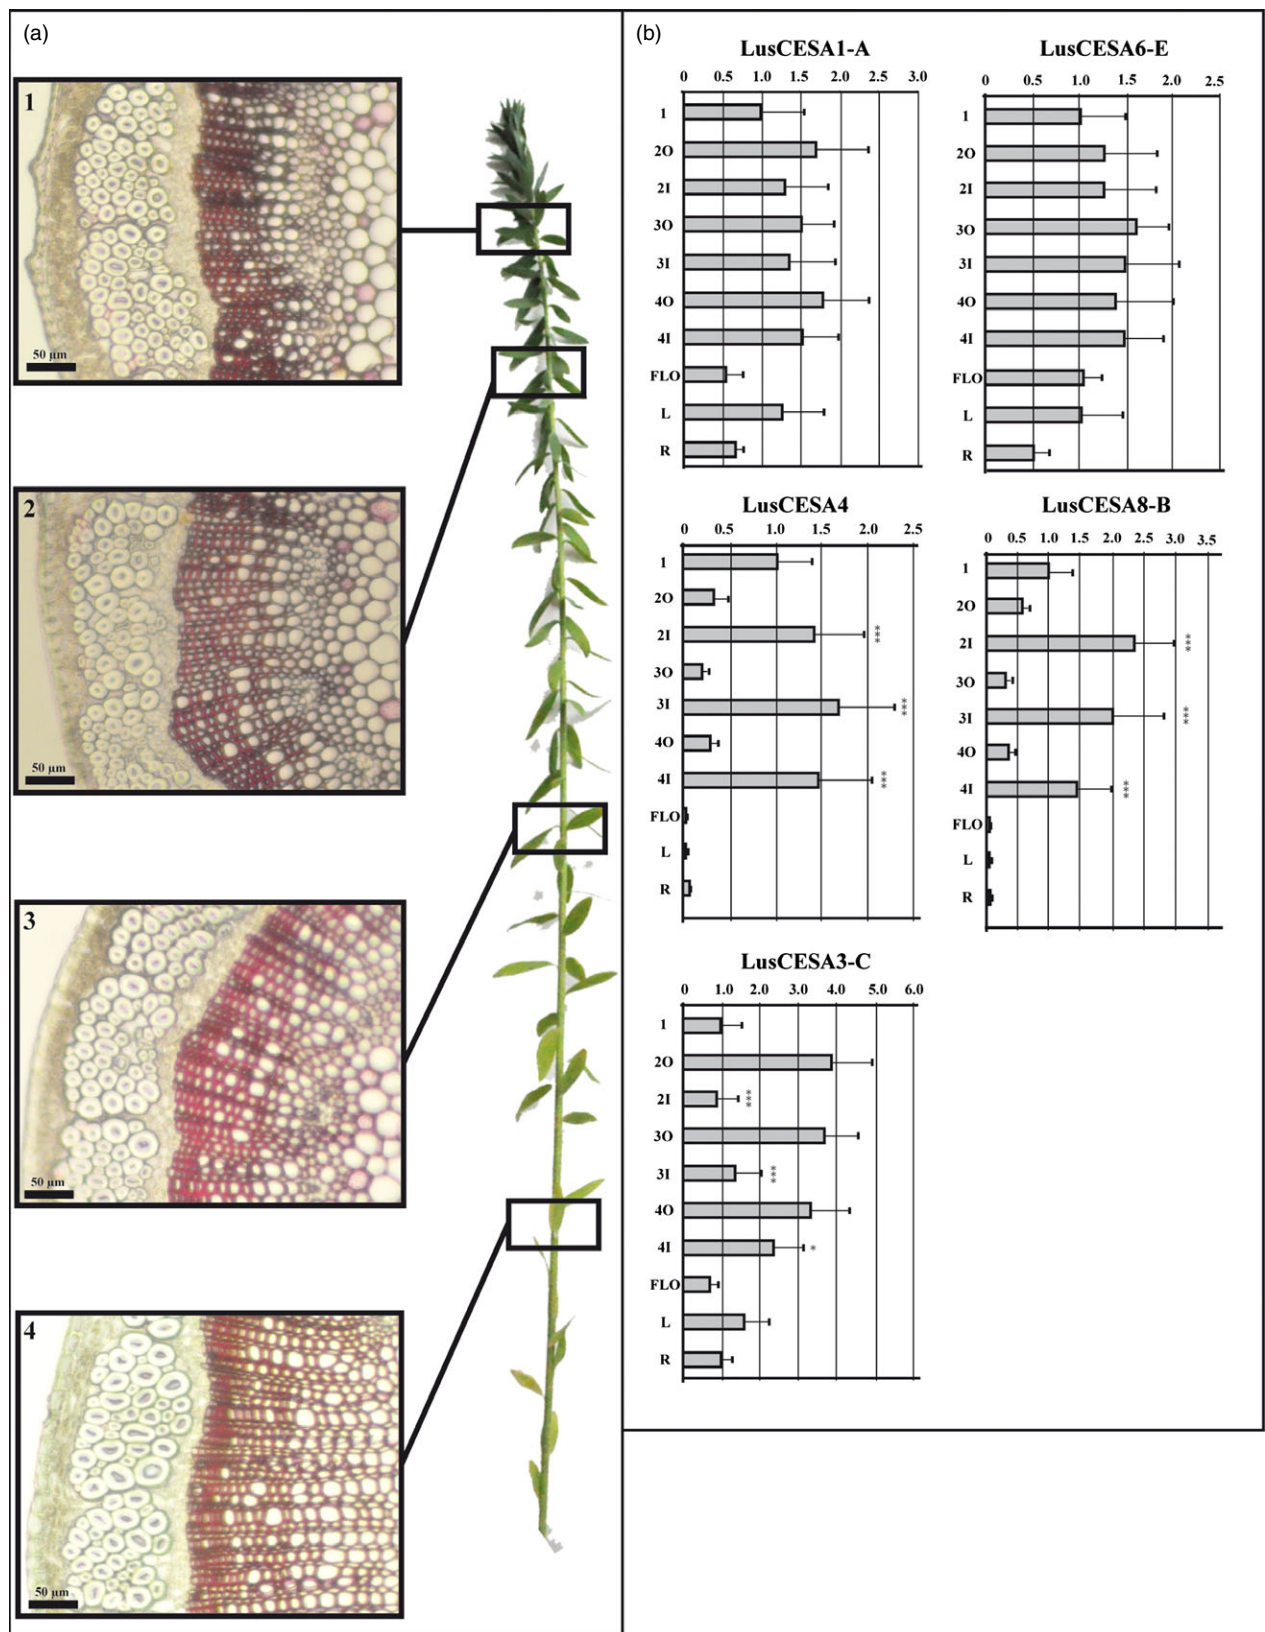 (a)
1
50 µm
2
50 µm
3
50 µm
4
50 µm
(b)
LusCESA1-A
0 0.5 1.0 1.5 2.0 2.5 3.0
1
2O
2I
3O
3I
4O
4I
FLO
L
R
LusCESA6-E
0 0.5 1.0 1.5 2.0 2.5
1
2O
2I
3O
3I
4O
4I
FLO
L
R
LusCESA4
0 0.5 1.0 1.5 2.0 2.5
1
2O
2I ***
3O
3I ***
4O
4I ***
FLO
L
R
LusCESA8-B
0 0.5 1.0 1.5 2.0 2.5 3.0 3.5
1
2O
2I ***
3O
3I ***
4O
4I ***
FLO
L
R
LusCESA3-C
0 1.0 2.0 3.0 4.0 5.0 6.0
1
2O
2I ***
3O
3I ***
4O
4I *
FLO
L
R